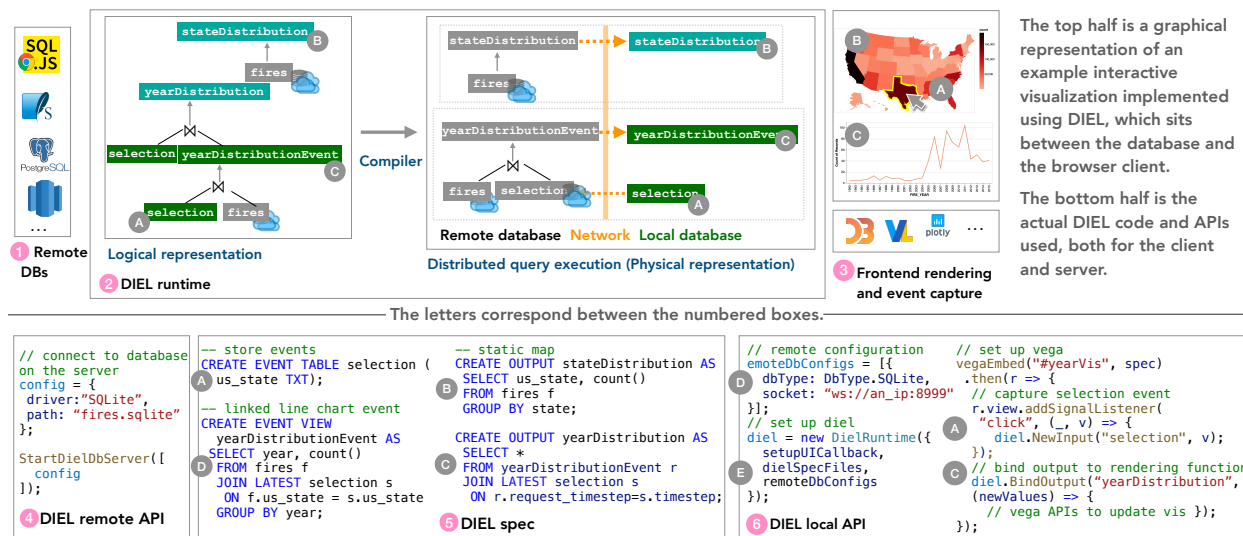 SQL
.JS
PostgreSQL
...
1 Remote
DBs
stateDistribution
B
fires
yearDistribution
⋈
selection yearDistributionEvent
C
⋈
A
selection
fires
Logical representation
2 DIEL runtime
Compiler
stateDistribution
stateDistribution
B
fires
yearDistributionEvent
yearDistributionEve
C
⋈
fires
selection
selection
A
Remote database Network Local database
Distributed query execution (Physical representation)
B
A
C
FIRE_YEAR
plotly
...
3 Frontend rendering
and event capture
The top half is a graphical
representation of an
example interactive
visualization implemented
using DIEL, which sits
between the database and
the browser client.
The bottom half is the
actual DIEL code and APIs
used, both for the client
and server.
The letters correspond between the numbered boxes.
// connect to database
on the server
config = {
driver:”SQLite”,
path: “fires.sqlite”
};
StartDielDbServer([
config
]);
4 DIEL remote API
-- store events
CREATE EVENT TABLE selection (
A
us_state TXT);
-- linked line chart event
CREATE EVENT VIEW
yearDistributionEvent AS
SELECT year, count()
D
FROM fires f
JOIN LATEST selection s
ON f.us_state = s.us_state
GROUP BY year;
-- static map
CREATE OUTPUT stateDistribution AS
B
SELECT us_state, count()
FROM fires f
GROUP BY state;
CREATE OUTPUT yearDistribution AS
C
SELECT *
FROM yearDistributionEvent r
JOIN LATEST selection s
ON r.request_timestep=s.timestep;
5 DIEL spec
// remote configuration
emoteDbConfigs = [{
D
dbType: DbType.SQLite,
socket: “ws://an_ip:8999"
}];
// set up diel
diel = new DielRuntime({
setupUICallback,
E
dielSpecFiles,
remoteDbConfigs
});
6 DIEL local API
// set up vega
vegaEmbed("#yearVis", spec)
.then(r => {
// capture selection event
r.view.addSignalListener(
A
“click”, (_, v) => {
diel.NewInput("selection", v);
});
C
// bind output to rendering function
diel.BindOutput(“yearDistribution”,
(newValues) => {
// vega APIs to update vis });
});